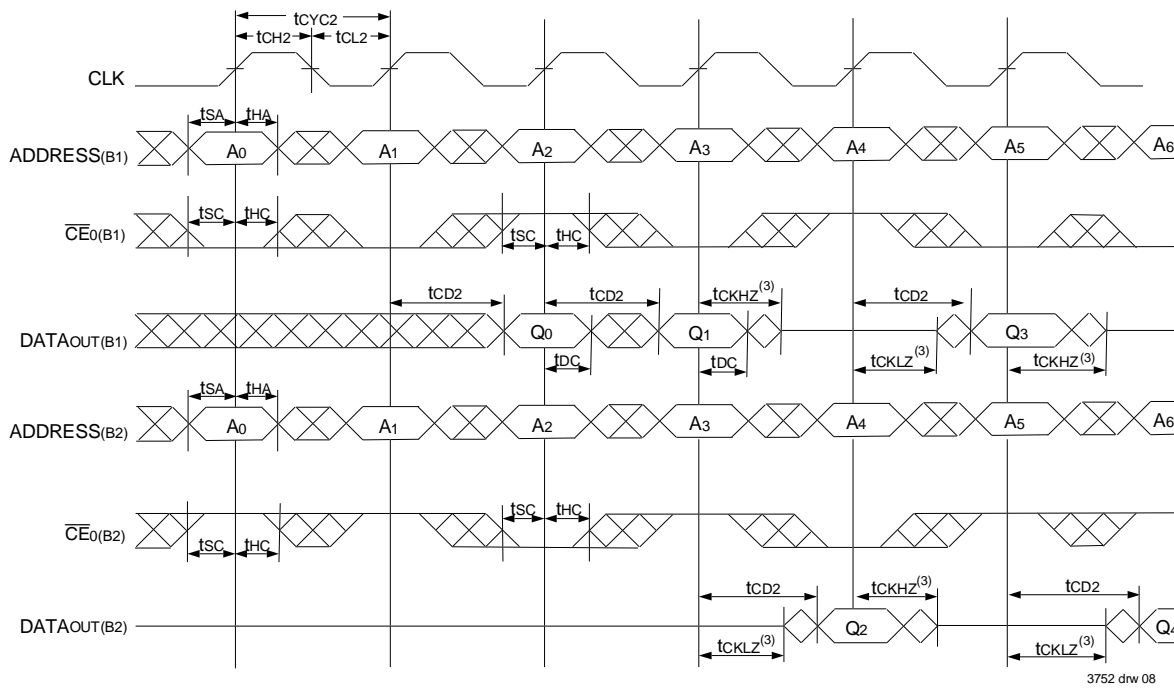 tCYC2
tCH2 tCL2
CLK
tSA tHA
ADDRESS(B1) A0 A1 A2 A3 A4 A5 A6
tSC tHC
CE0(B1) tSC tHC
tCD2 tCD2 tCKHZ(3) tCD2
DATAOUT(B1) Q0 Q1 Q3
tDC tDC tCKLZ(3) tCKHZ(3)
tSA tHA
ADDRESS(B2) A0 A1 A2 A3 A4 A5 A6
tSC tHC
CE0(B2)
tSC tHC
tCD2 tCKHZ(3) tCD2
DATAOUT(B2) Q2 Q4
tCKLZ(3) tCKLZ(3)
3752 drw 08